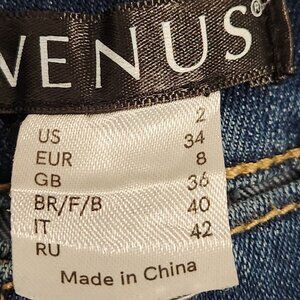 VENUS®
US 2
EUR 34
GB 8
BR/F/B 36
IT 40
RU 42
Made in China